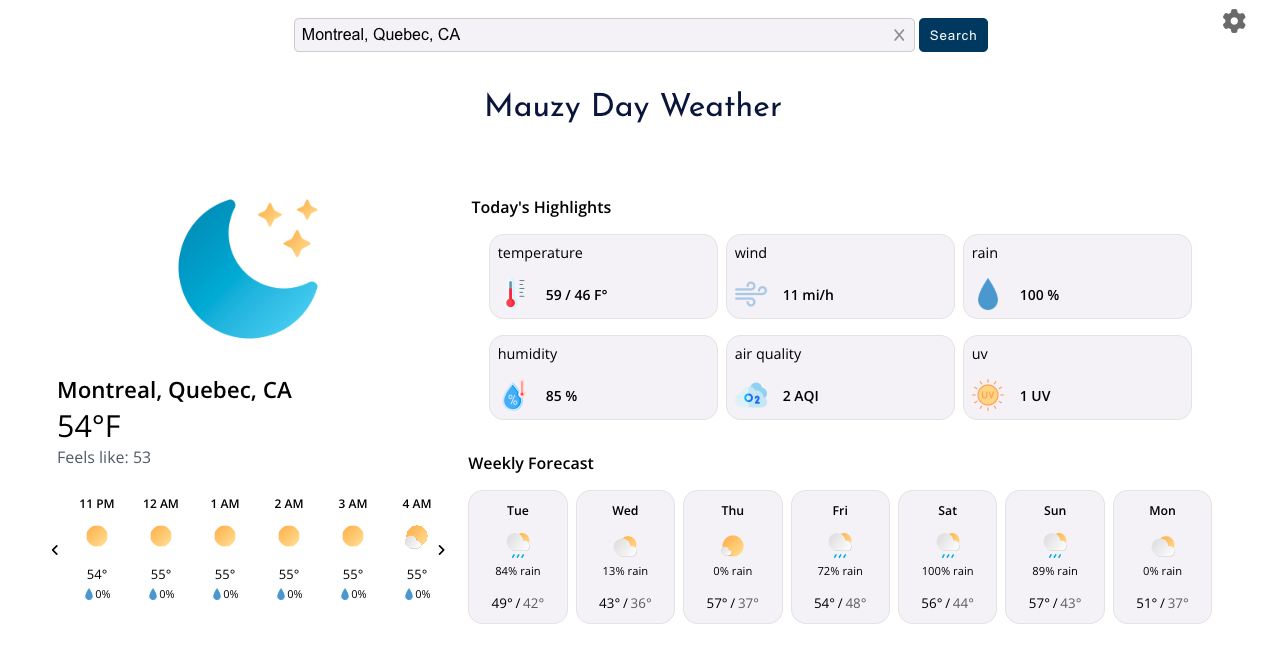 Montreal, Quebec, CA
Search
Mauzy Day Weather
Today's Highlights
temperature
59 / 46 F°
wind
11 mi/h
rain
100 %
humidity
%
85 %
air quality
O2
2 AQI
uv
UV
1 UV
Montreal, Quebec, CA
54°F
Feels like: 53
11 PM 12 AM 1 AM 2 AM 3 AM 4 AM
54° 55° 55° 55° 55° 55°
0% 0% 0% 0% 0% 0%
Weekly Forecast
Tue Wed Thu Fri Sat Sun Mon
84% rain 13% rain 0% rain 72% rain 100% rain 89% rain 0% rain
49° / 42° 43° / 36° 57° / 37° 54° / 48° 56° / 44° 57° / 43° 51° / 37°